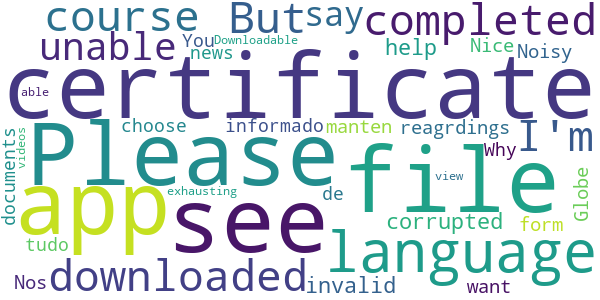 course But say completed
unable You Downloadable help Nice Noisy
news
certificate
able
Please choose informado manten reagrdings I'm
documents videos app see file Why
exhausting view Globe
de
corrupted form
tudo language
Nos downloaded invalid want